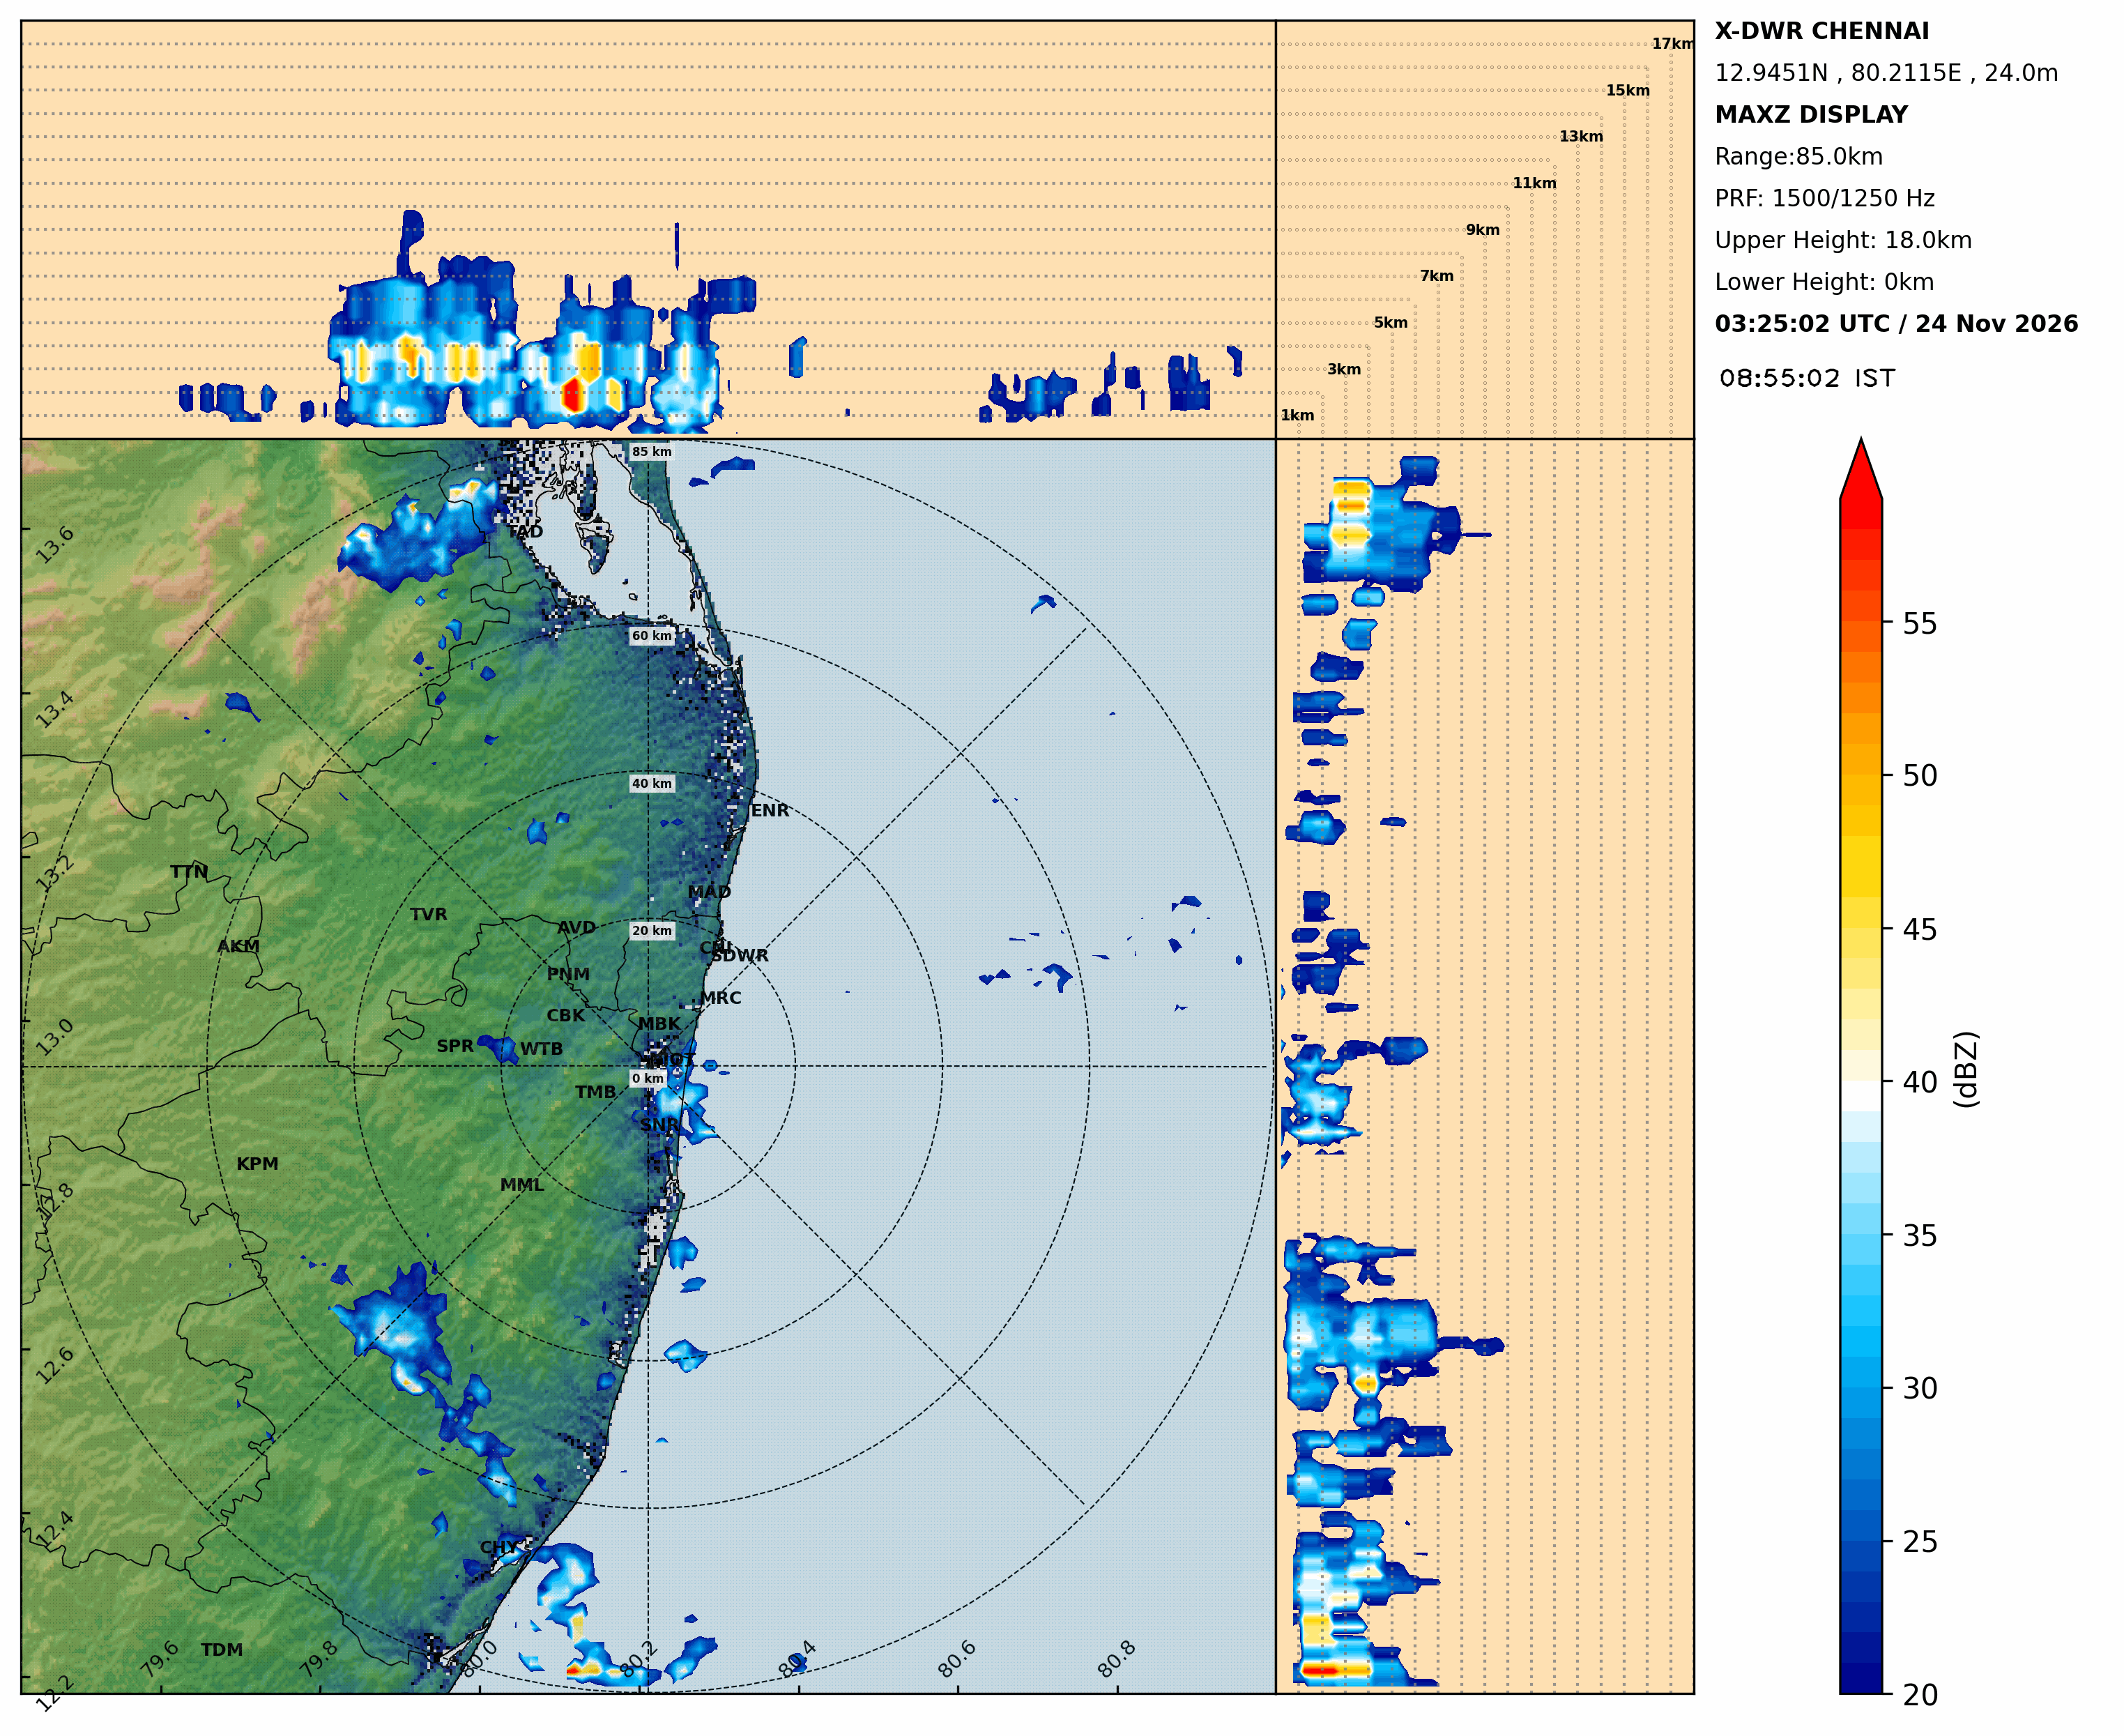 17km
15km
13km
11km
9km
7km
5km
3km
1km
X-DWR CHENNAI
12.9451N , 80.2115E , 24.0m
MAXZ DISPLAY
Range:85.0km
PRF: 1500/1250 Hz
Upper Height: 18.0km
Lower Height: 0km
03:25:02 UTC / 24 Nov 2026
08:55:02 IST
85 km
TAD
13.6
60 km
13.4
40 km
ENR
13.2
TTN
MAD
TVR
AVD
20 km
AKM
SDWR
PNM
MRC
CBK
MBK
13.0
SPR
WTB
0 km
TMB
SNR
KPM
MML
12.8
12.6
12.4
CHY
TDM
12.2
79.6
79.8
80.0
80.2
80.4
80.6
80.8
55
50
45
40
35
30
25
20
(dBZ)